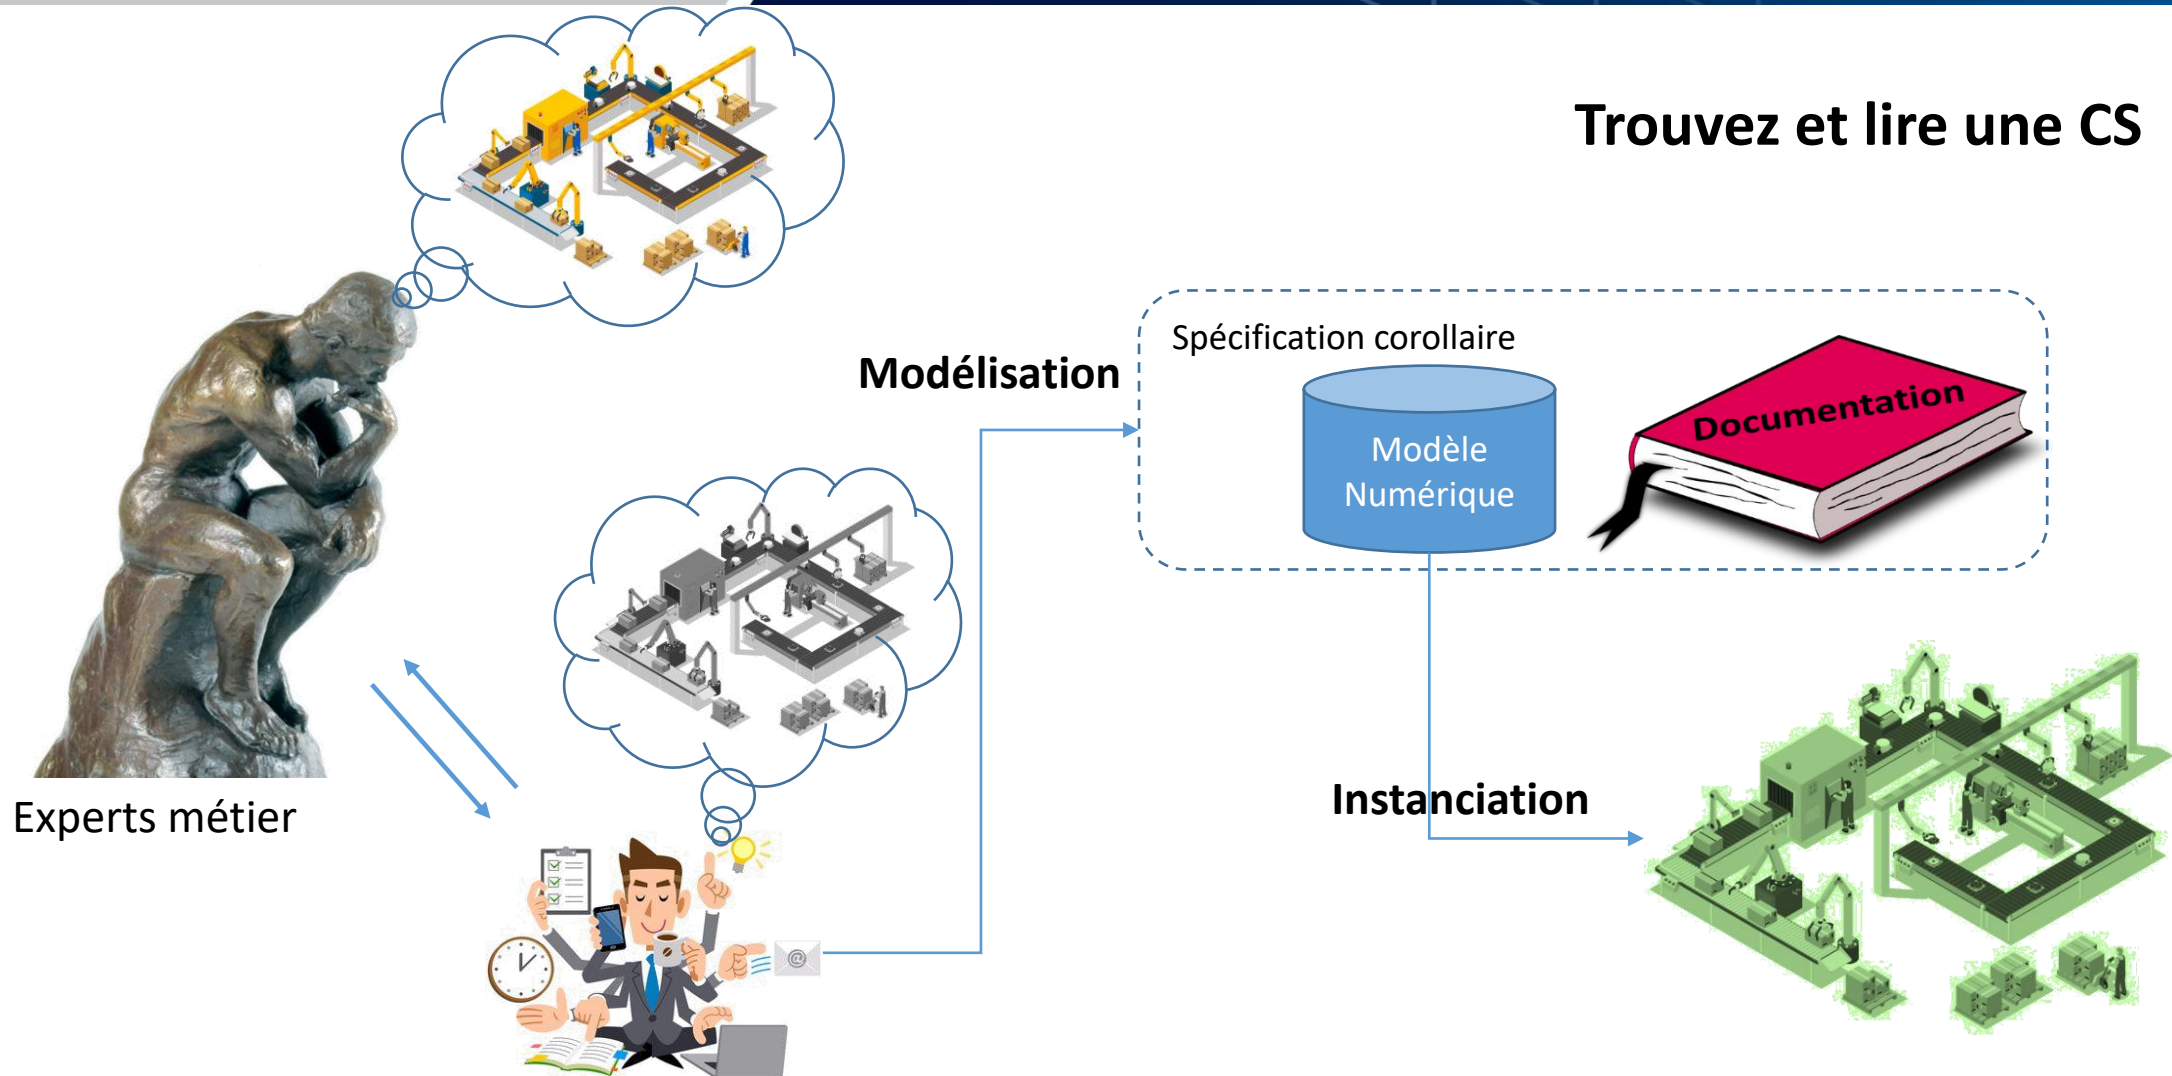 Trouvez et lire une CS
Spécification corollaire
Modélisation
Modèle
Numérique
Documentation
Experts métier
Instanciation
@